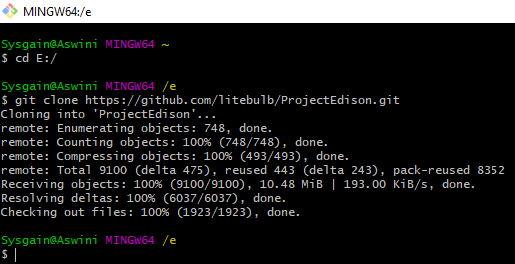 MINGW64:/e
Sysgain@Aswini MINGW64 ~
$ cd E:/
Sysgain@Aswini MINGW64 /e
$ git clone https://github.com/litebulb/ProjectEdison.git
Cloning into 'ProjectEdison'...
remote: Enumerating objects: 748, done.
remote: Counting objects: 100% (748/748), done.
remote: Compressing objects: 100% (493/493), done.
remote: Total 9100 (delta 475), reused 443 (delta 243), pack-reused 8352
Receiving objects: 100% (9100/9100), 10.48 MiB | 193.00 KiB/s, done.
Resolving deltas: 100% (6037/6037), done.
Checking out files: 100% (1923/1923), done.
Sysgain@Aswini MINGW64 /e
$